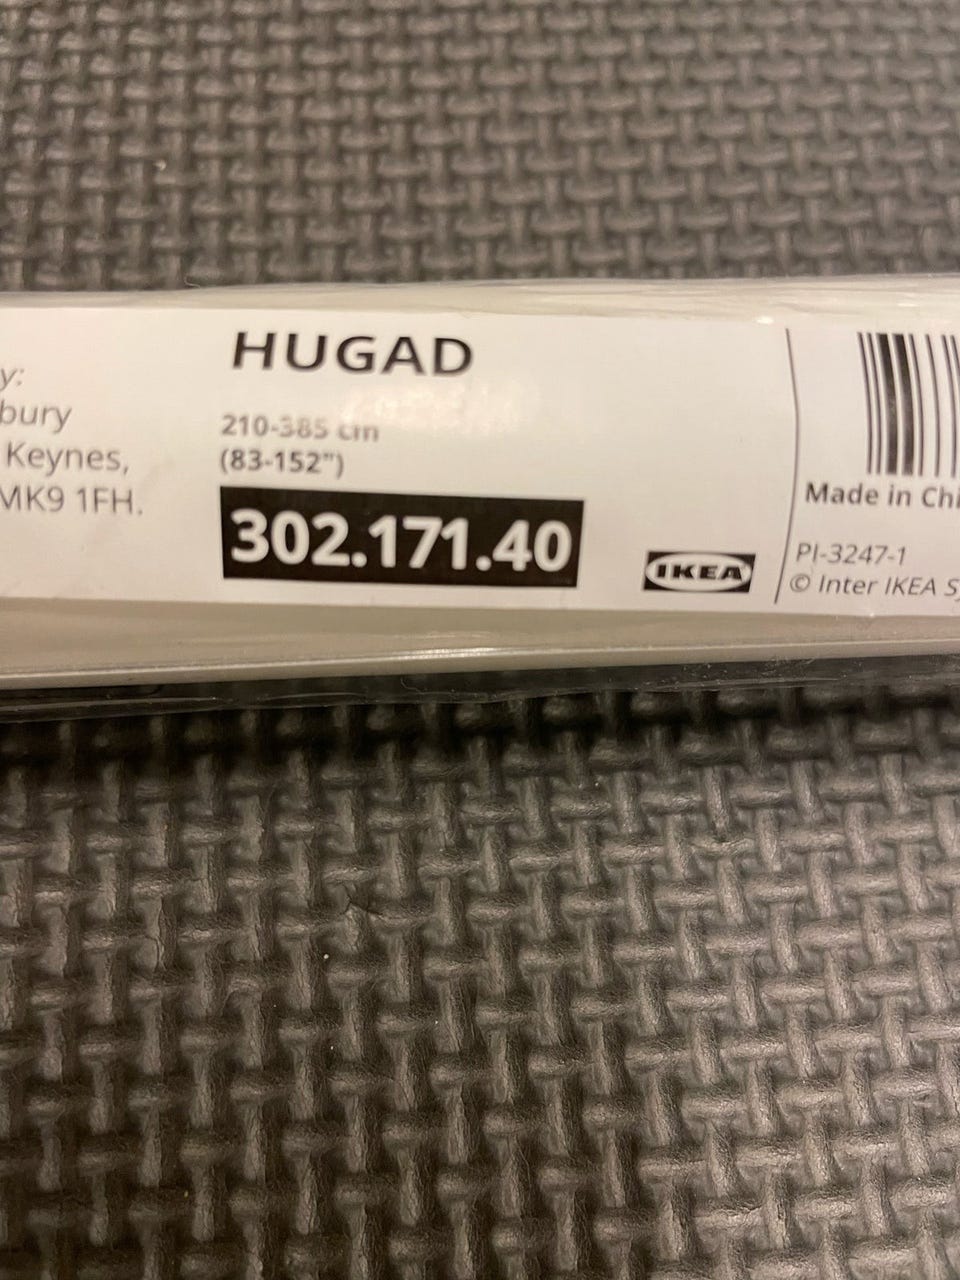 y:
bury
Keynes,
MK9 1FH.
HUGAD
210-385 cm
(83-152")
302.171.40
IKEA
Made in Chi
PI-3247-1
© Inter IKEA Sy